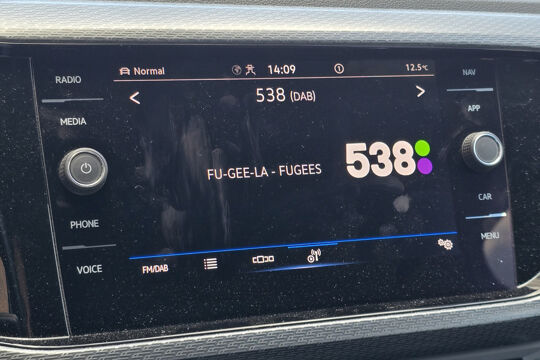 RADIO
MEDIA
PHONE
VOICE
Normal
14:09
12.5°C
538 (DAB)
FU-GEE-LA - FUGEES
538
FM/DAB
NAV
APP
CAR
MENU